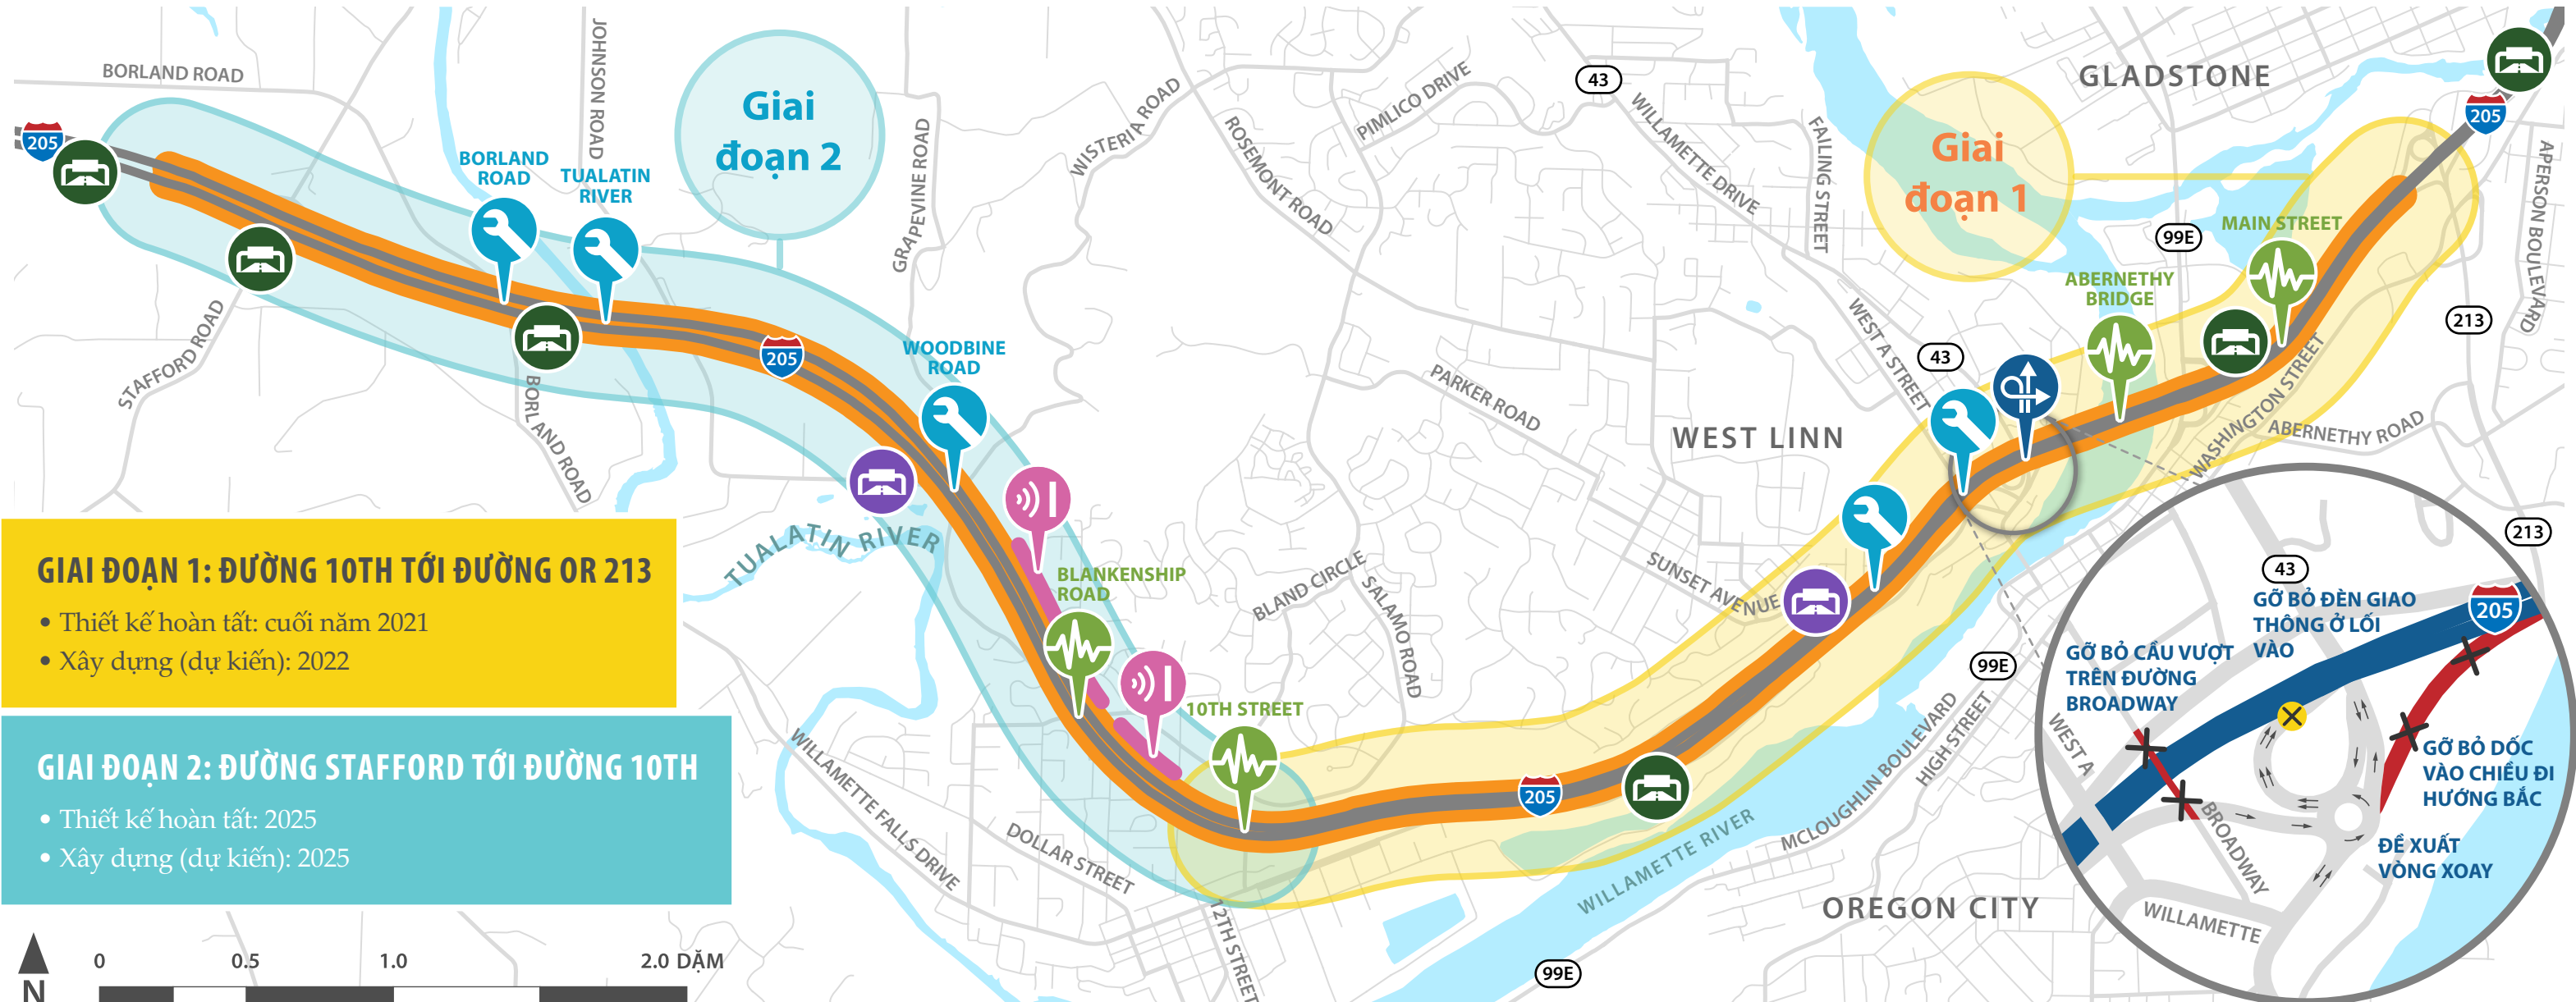 BORLAND ROAD
JOHNSON ROAD
Giai
đoạn 2
GRAPEVINE ROAD
WISTERIA ROAD
ROSEMONT ROAD
PIMLICO DRIVE
43
WILLAMETTE DRIVE
FAILING STREET
Giai
đoạn 1
GLADSTONE
205
APERSON BOULEVARD
205
BORLAND
ROAD
TUALATIN
RIVER
99E
MAIN STREET
ABERNETHY
BRIDGE
213
STAFFORD ROAD
BORLAND ROAD
205
WOODBINE
ROAD
WEST A STREET
43
PARKER ROAD
WEST LINN
WASHINGTON STREET
ABERNETHY ROAD
TUALATIN RIVER
BLANKENSHIP
ROAD
BLAND CIRCLE
SALAMO ROAD
SUNSET AVENUE
10TH STREET
205
99E
WILLAMETTE FALLS DRIVE
DOLLAR STREET
12TH STREET
WILLAMETTE RIVER
MCLOUGHLIN BOULEVARD
HIGH STREET
OREGON CITY
99E
213
43
205
GỠ BỎ ĐÈN GIAO
THÔNG Ở LỐI
VÀO
GỠ BỎ CẦU VƯỢT
TRÊN ĐƯỜNG
BROADWAY
WEST A
BROADWAY
GỠ BỎ DỐC
VÀO CHIỀU ĐI
HƯỚNG BẮC
ĐỀ XUẤT
VÒNG XOAY
WILLAMETTE
GIAI ĐOẠN 1: ĐƯỜNG 10TH TỚI ĐƯỜNG OR 213
• Thiết kế hoàn tất: cuối năm 2021
• Xây dựng (dự kiến): 2022
GIAI ĐOẠN 2: ĐƯỜNG STAFFORD TỚI ĐƯỜNG 10TH
• Thiết kế hoàn tất: 2025
• Xây dựng (dự kiến): 2025
N
0 0.5 1.0 2.0 DẶM